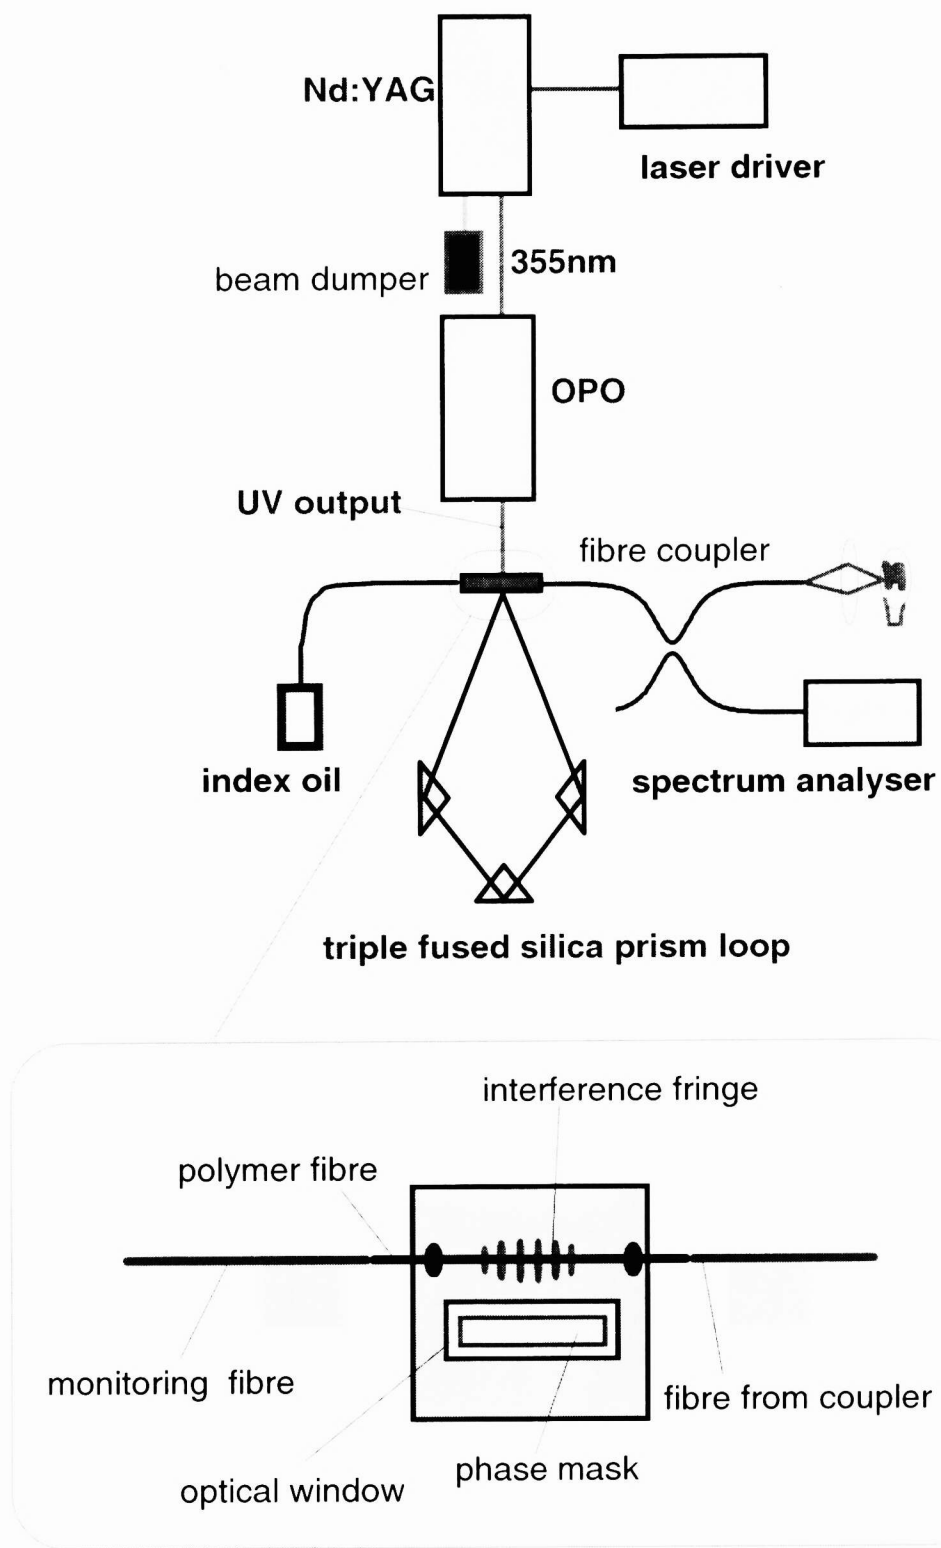 Nd:YAG
laser driver
beam dumper
355nm
OPO
UV output
fibre coupler
index oil
spectrum analyser
triple fused silica prism loop
interference fringe
polymer fibre
monitoring fibre
fibre from coupler
optical window
phase mask